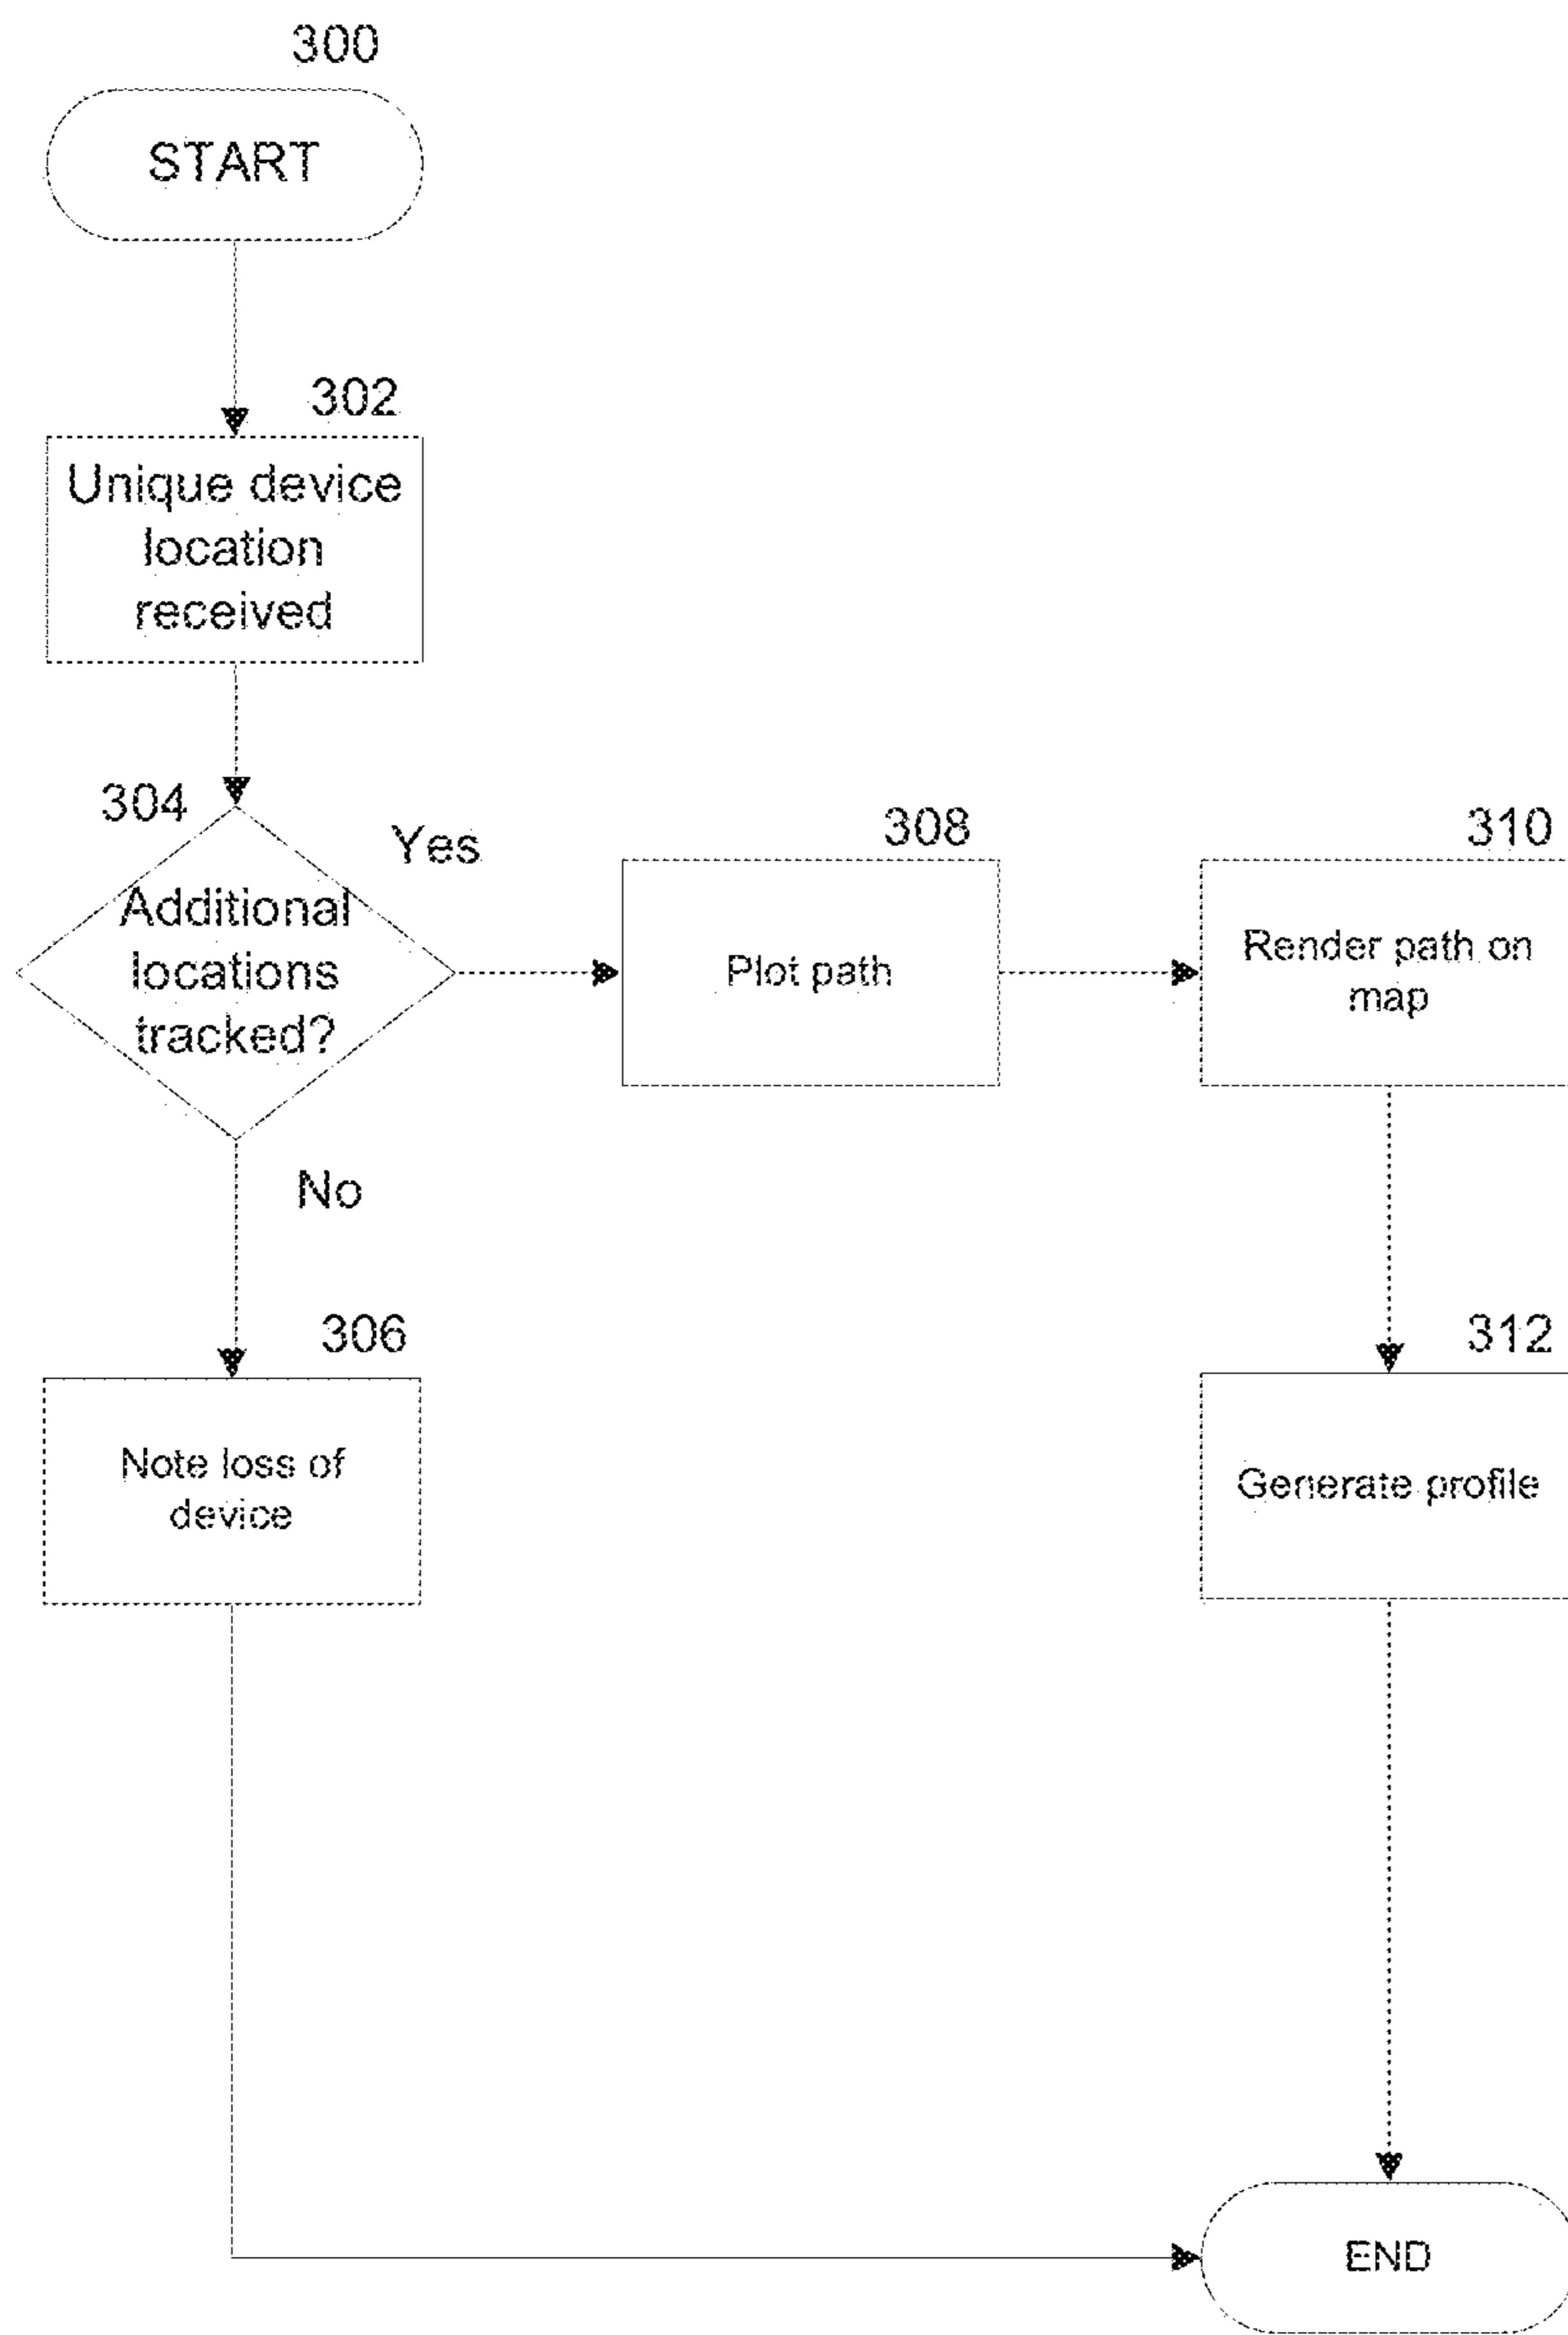 300
START
302
Unique device
location
received
304
Additional
locations
tracked?
Yes
No
308
Plot path
310
Render path on
map
306
Note loss of
device
312
Generate profile
END